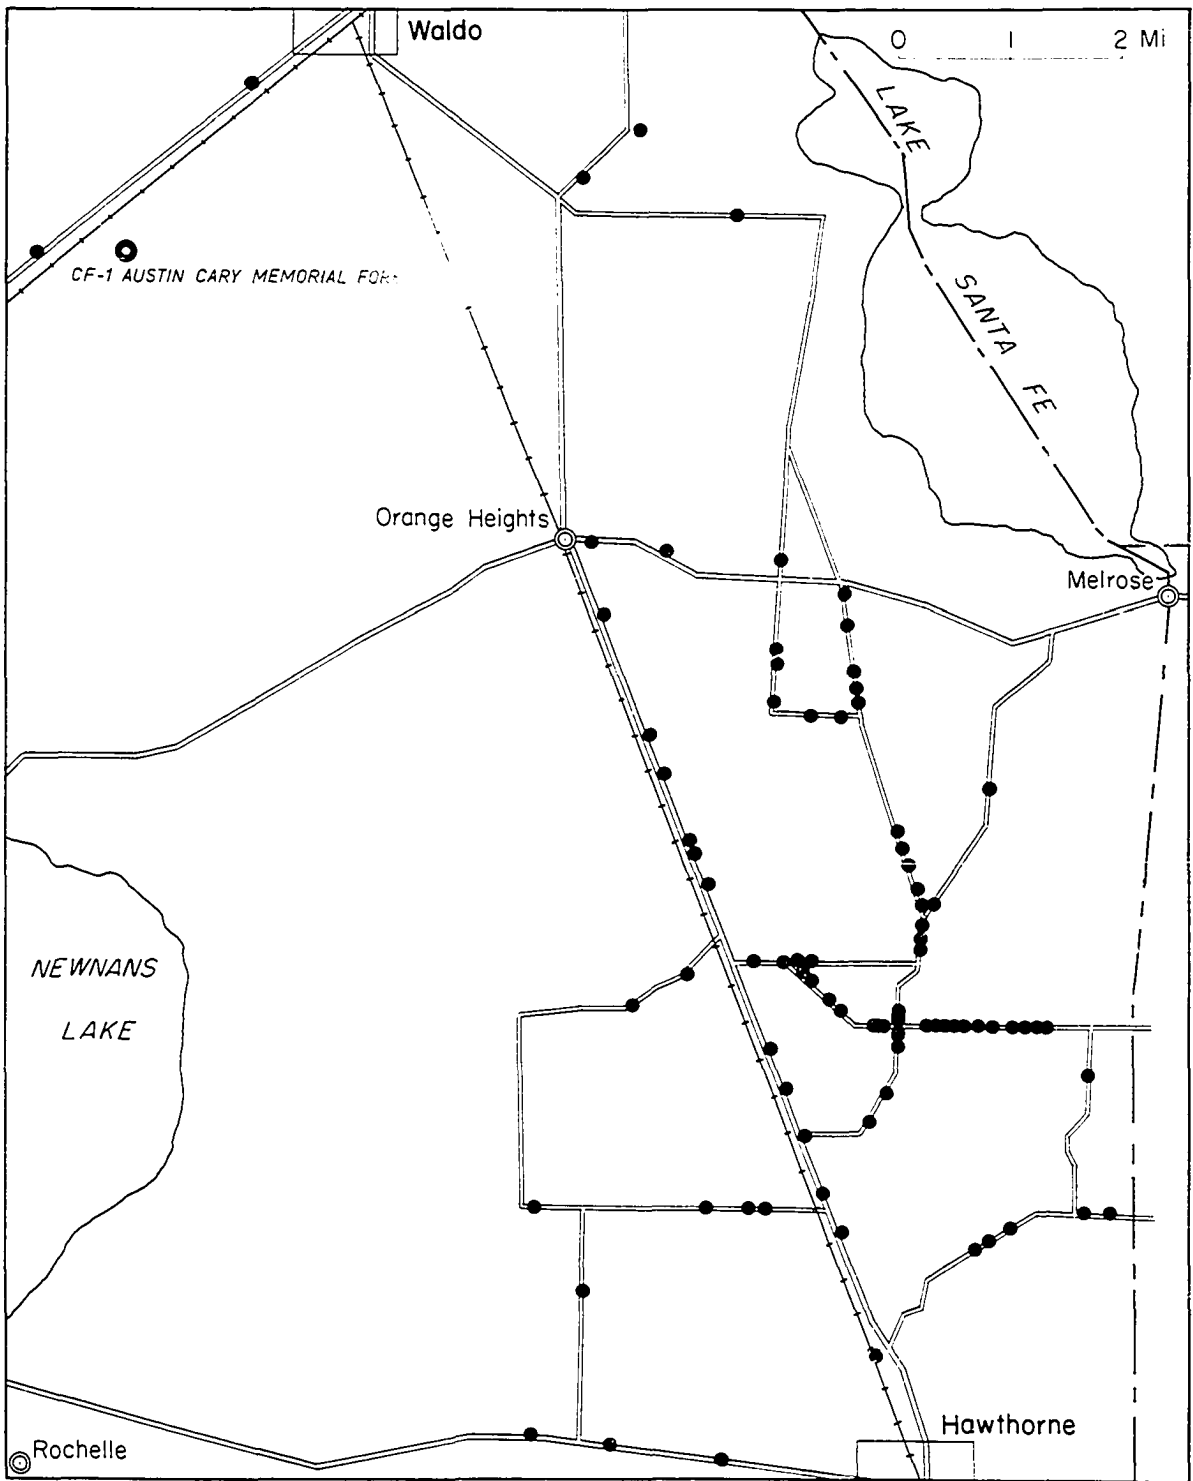 Waldo
0 1 2 Mi
LAKE
SANTA FE
CF-1 AUSTIN CARY MEMORIAL
Orange Heights
Melrose
NEWNANS
LAKE
Hawthorne
Rochelle